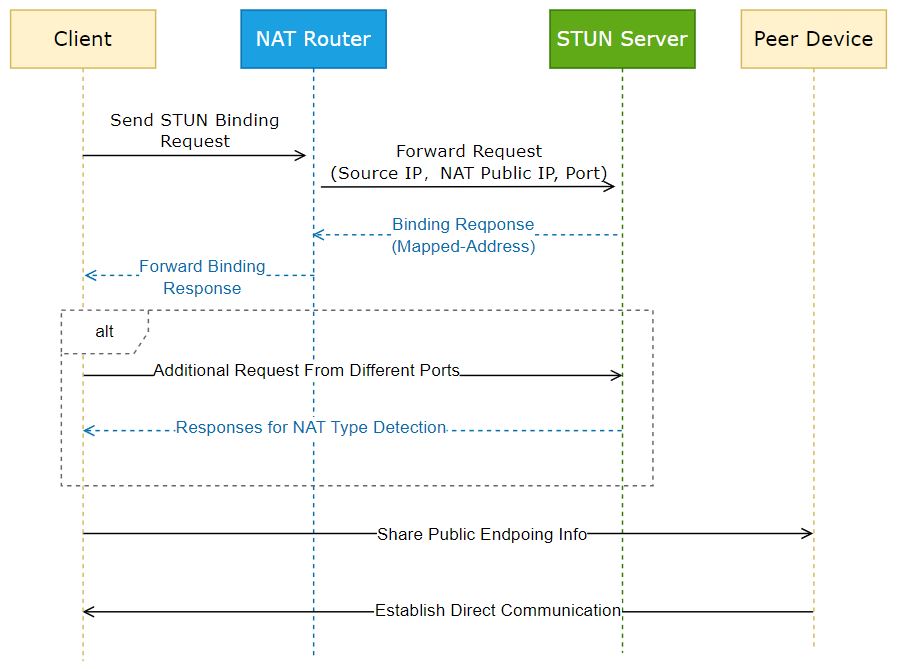 Client
NAT Router
STUN Server
Peer Device
Send STUN Binding
Request
Forward Request
(Source IP, NAT Public IP, Port)
Binding Reqponse
(Mapped-Address)
Forward Binding
Response
alt
Additional Request From Different Ports
Responses for NAT Type Detection
Share Public Endpoing Info
Establish Direct Communication